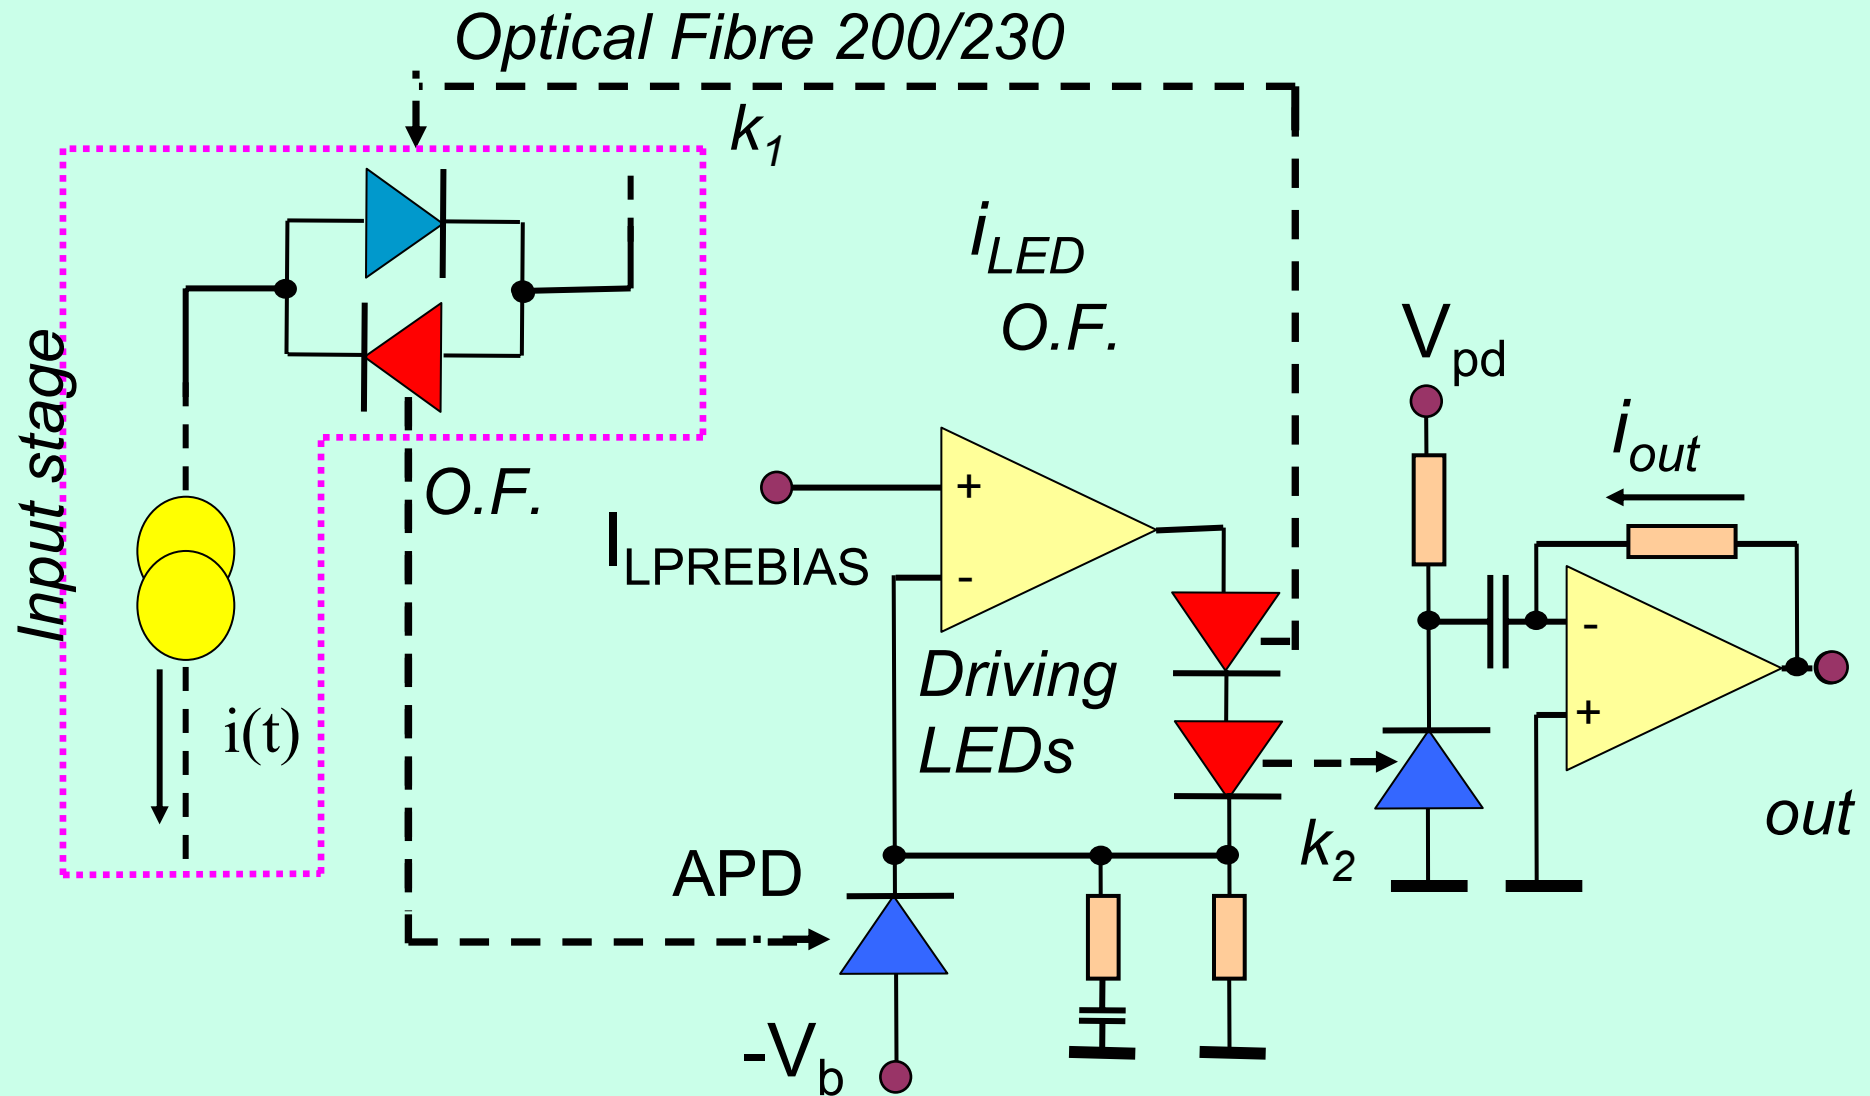 Optical Fibre 200/230
k1
iLED
O.F.
Vpd
iout
Input stage
O.F.
+
ILPREBIAS
-
-
Driving
LEDs
+
i(t)
out
k2
APD
-Vb